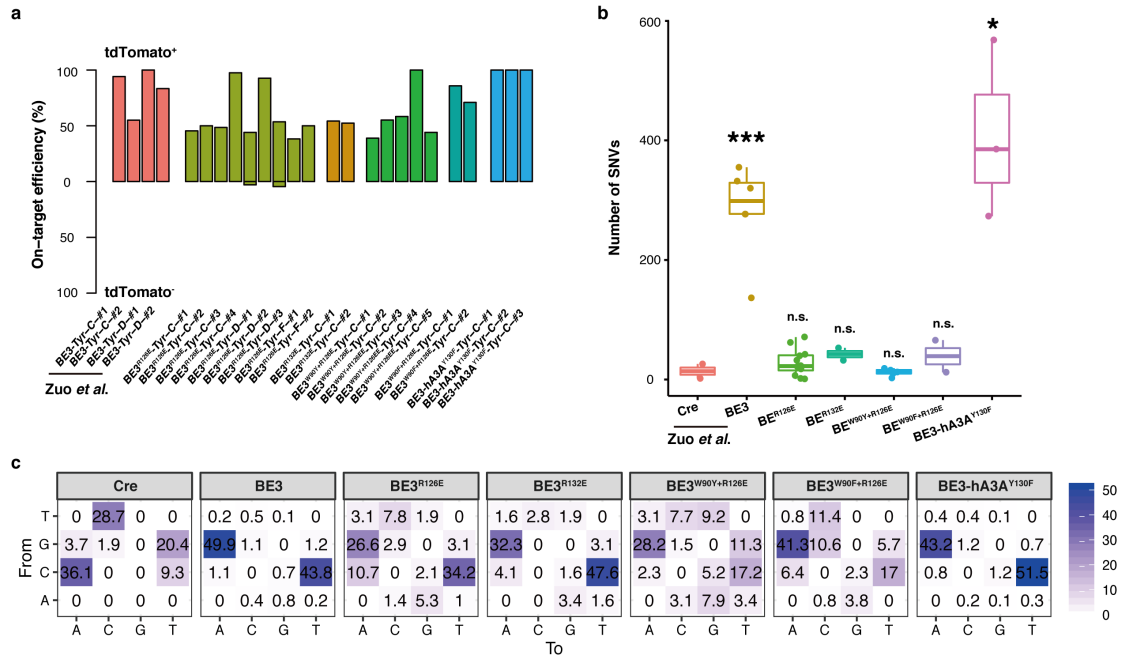 a
tdTomato⁺
On−target efficiency (%)
100
50
0
50
100
tdTomato⁻
BE3-Tyr−C−#1
BE3-Tyr−C−#2
BE3-Tyr−D−#1
BE3-Tyr−D−#2
BE3ᴿ¹²⁶ᴱ-Tyr−C−#1
BE3ᴿ¹²⁶ᴱ-Tyr−C−#2
BE3ᴿ¹²⁶ᴱ-Tyr−C−#3
BE3ᴿ¹²⁶ᴱ-Tyr−C−#4
BE3ᴿ¹²⁶ᴱ-Tyr−D−#1
BE3ᴿ¹²⁶ᴱ-Tyr−D−#2
BE3ᴿ¹²⁶ᴱ-Tyr−D−#3
BE3ᴿ¹²⁶ᴱ-Tyr−F−#1
BE3ᴿ¹²⁶ᴱ-Tyr−F−#2
BE3ᴿ¹³²ᴱ-Tyr−C−#1
BE3ᴿ¹³²ᴱ-Tyr−C−#2
BE3ᵂ⁹⁰ʸ⁺ᴿ¹²⁶ᴱ-Tyr−C−#1
BE3ᵂ⁹⁰ʸ⁺ᴿ¹²⁶ᴱ-Tyr−C−#2
BE3ᵂ⁹⁰ʸ⁺ᴿ¹²⁶ᴱᴱ-Tyr−C−#3
BE3ᵂ⁹⁰ʸ⁺ᴿ¹²⁶ᴱᴱ-Tyr−C−#4
BE3ᵂ⁹⁰ʸ⁺ᴿ¹²⁶ᴱᴱ-Tyr−C−#5
BE3ᵂ⁹⁰ꟳ⁺ᴿ¹²⁶ᴱ-Tyr−C−#1
BE3ᵂ⁹⁰ꟳ⁺ᴿ¹²⁶ᴱ-Tyr−C−#2
BE3-hA3Aʸ¹³⁰ꟳ-Tyr−C−#1
BE3-hA3Aʸ¹³⁰ꟳ-Tyr−C−#2
BE3-hA3Aʸ¹³⁰ꟳ-Tyr−C−#3
Zuo et al.
b
Number of SNVs
600
400
200
0
***
n.s.
n.s.
n.s.
n.s.
*
Cre
BE3
BEᴿ¹²⁶ᴱ
BEᴿ¹³²ᴱ
BEᵂ⁹⁰ʸ⁺ᴿ¹²⁶ᴱ
BEᵂ⁹⁰ꟳ⁺ᴿ¹²⁶ᴱ
BE3-hA3Aʸ¹³⁰ꟳ
Zuo et al.
c
Cre BE3 BE3ᴿ¹²⁶ᴱ BE3ᴿ¹³²ᴱ BE3ᵂ⁹⁰ʸ⁺ᴿ¹²⁶ᴱ BE3ᵂ⁹⁰ꟳ⁺ᴿ¹²⁶ᴱ BE3-hA3Aʸ¹³⁰ꟳ
From
T 0 28.7 0 0 0.2 0.5 0.1 0 3.1 7.8 1.9 0 1.6 2.8 1.9 0 3.1 7.7 9.2 0 0.8 11.4 0 0 0.4 0.4 0.1 0
G 3.7 1.9 0 20.4 49.9 1.1 0 1.2 26.6 2.9 0 3.1 32.3 0 0 3.1 28.2 1.5 0 11.3 41.3 10.6 0 5.7 43.2 1.2 0 0.7
C 36.1 0 0 9.3 1.1 0 0.7 43.8 10.7 0 2.1 34.2 4.1 0 1.6 47.6 2.3 0 5.2 17.2 6.4 0 2.3 17 0.8 0 1.2 51.5
A 0 0 0 0 0 0.4 0.8 0.2 0 1.4 5.3 1 0 0 3.4 1.6 0 3.1 7.9 3.4 0 0.8 3.8 0 0 0.2 0.1 0.3
A C G T A C G T A C G T A C G T A C G T A C G T A C G T
To
50
40
30
20
10
0